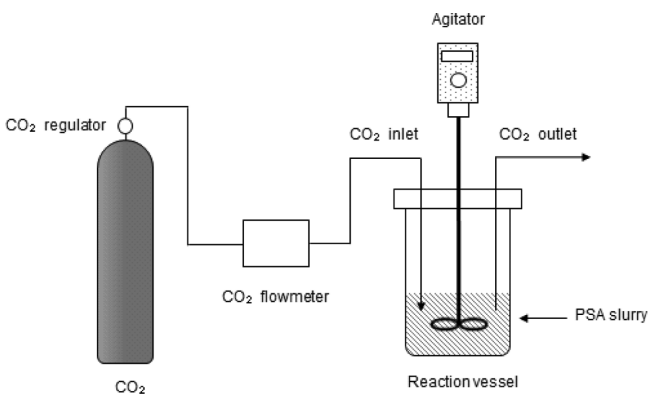 Agitator
CO₂ regulator
CO₂ inlet
CO₂ outlet
CO₂ flowmeter
PSA slurry
CO₂
Reaction vessel